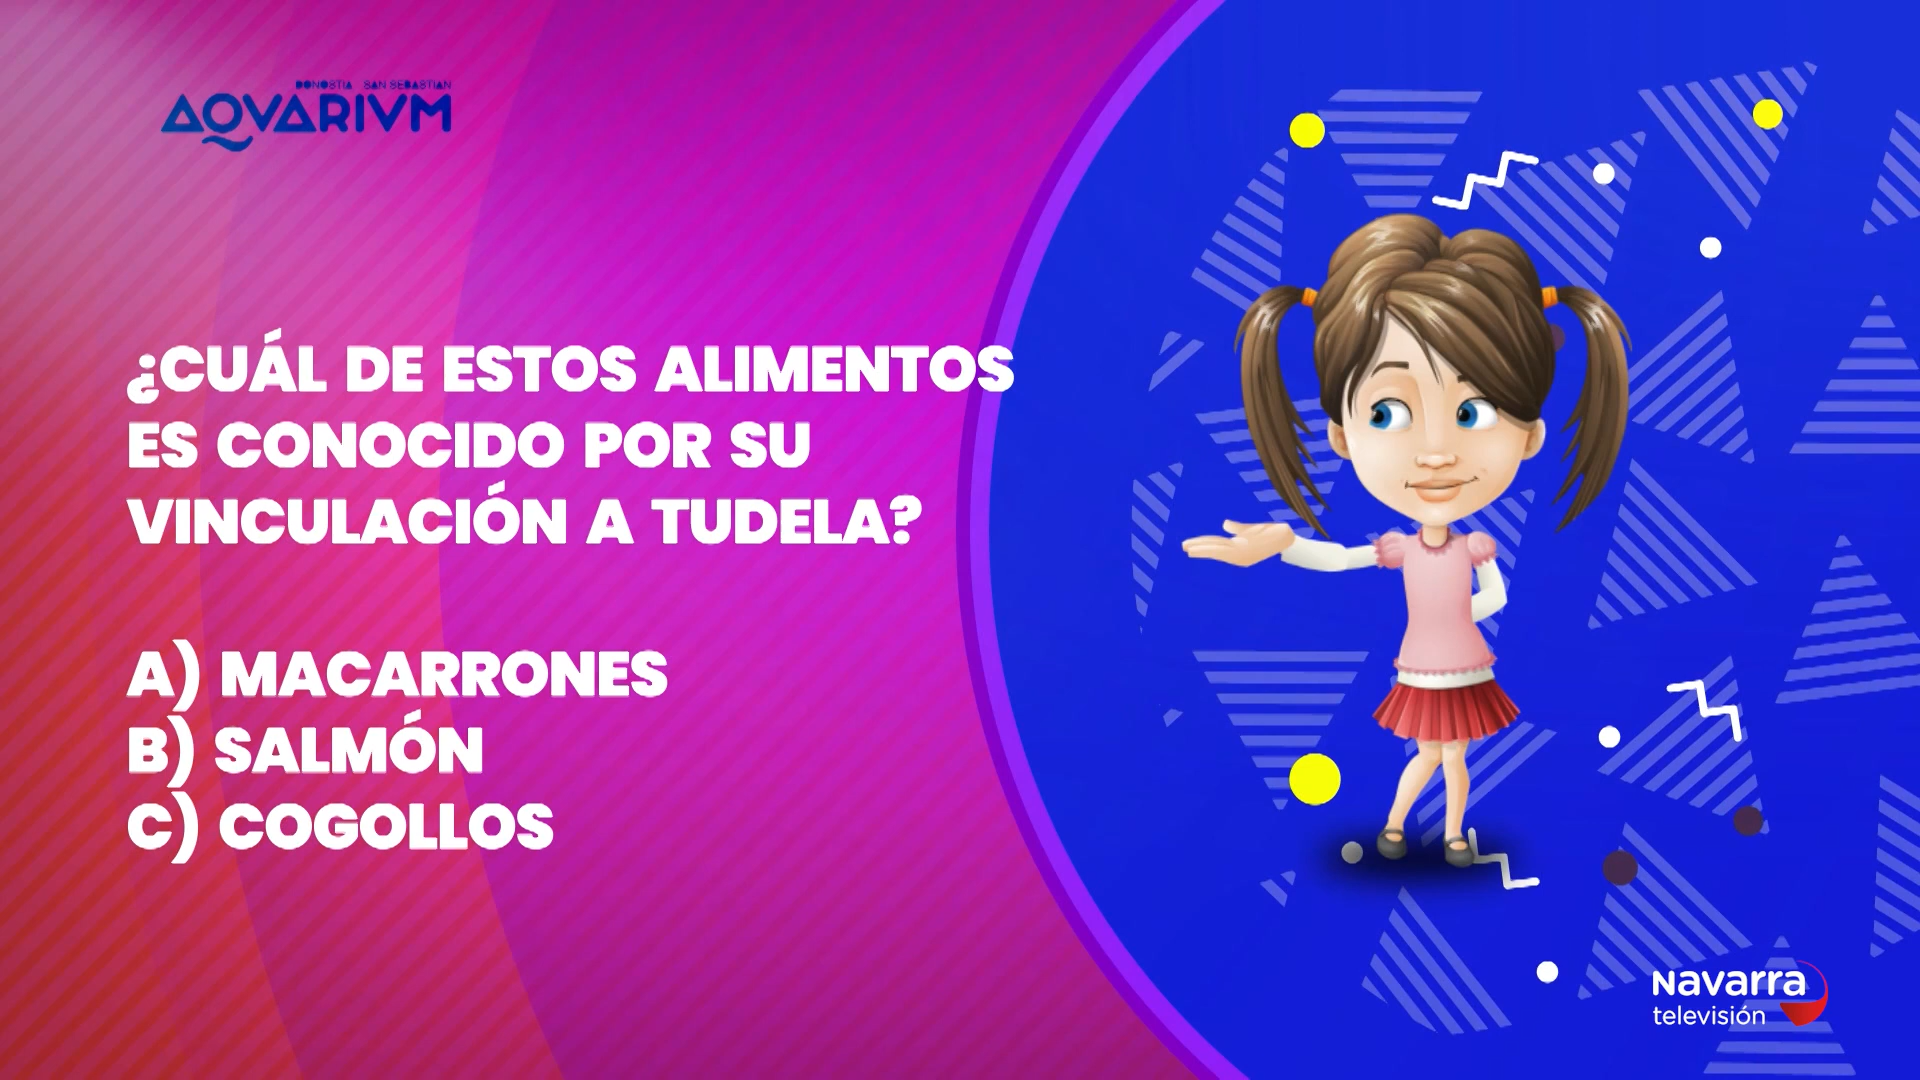 DONOSTIA SAN SEBASTIAN
AQVARIVM
¿CUÁL DE ESTOS ALIMENTOS
ES CONOCIDO POR SU
VINCULACIÓN A TUDELA?
A) MACARRONES
B) SALMÓN
C) COGOLLOS
Navarra
televisión